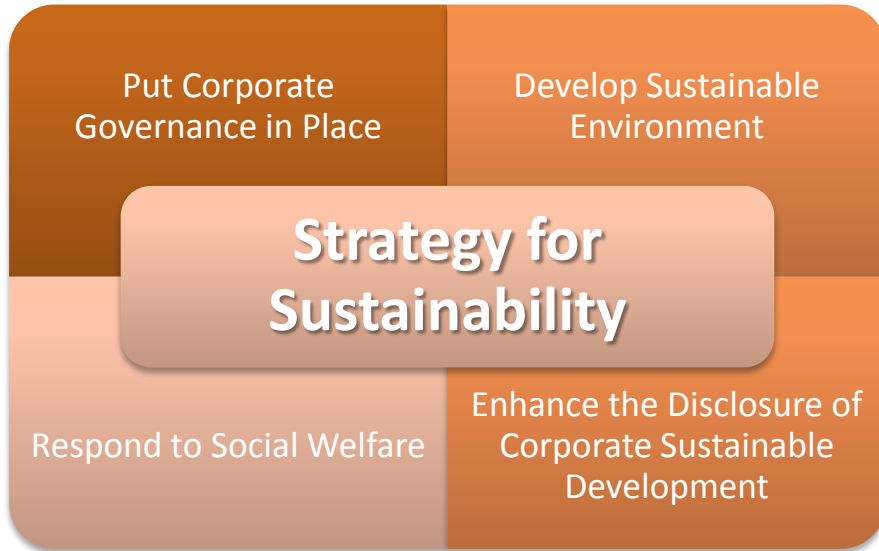 Put Corporate
Governance in Place
Develop Sustainable
Environment
Strategy for
Sustainability
Respond to Social Welfare
Enhance the Disclosure of
Corporate Sustainable
Development